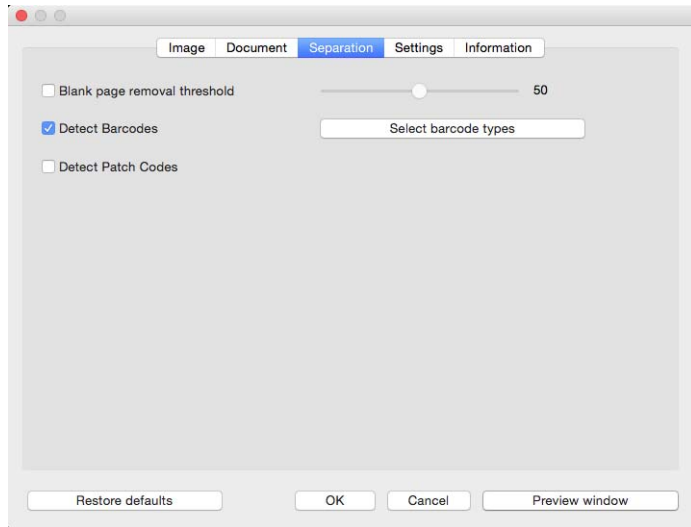 Image Document Separation Settings Information
Blank page removal threshold 50
Detect Barcodes Select barcode types
Detect Patch Codes
Restore defaults OK Cancel Preview window